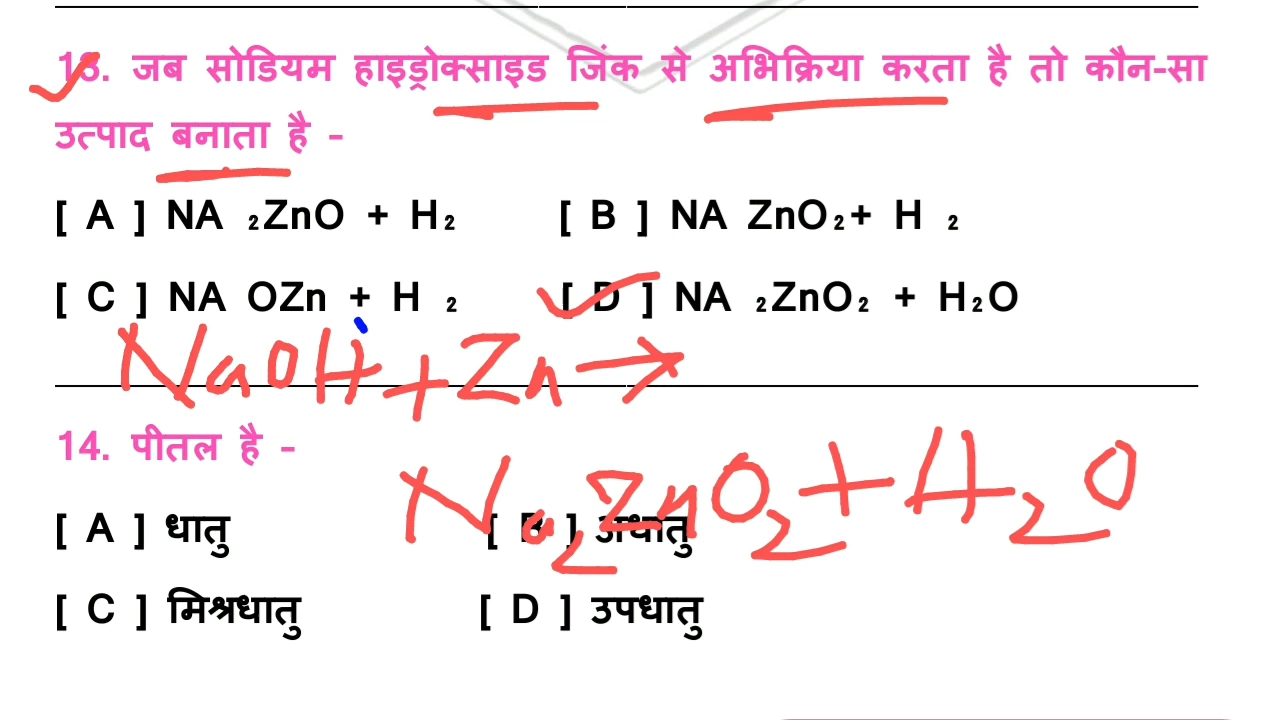 13. जब सोडियम हाइड्रोक्साइड जिंक से अभिक्रिया करता है तो कौन-सा
उत्पाद बनाता है -
[ A ] NA ₂ZnO + H₂ [ B ] NA ZnO₂+ H ₂
[ C ] NA OZn + H ₂ [ D ] NA ₂ZnO₂ + H₂O
NaOH + Zn →
14. पीतल है -
Na₂ZnO₂ + H₂O
[ A ] धातु [ B ] अधातु
[ C ] मिश्रधातु [ D ] उपधातु